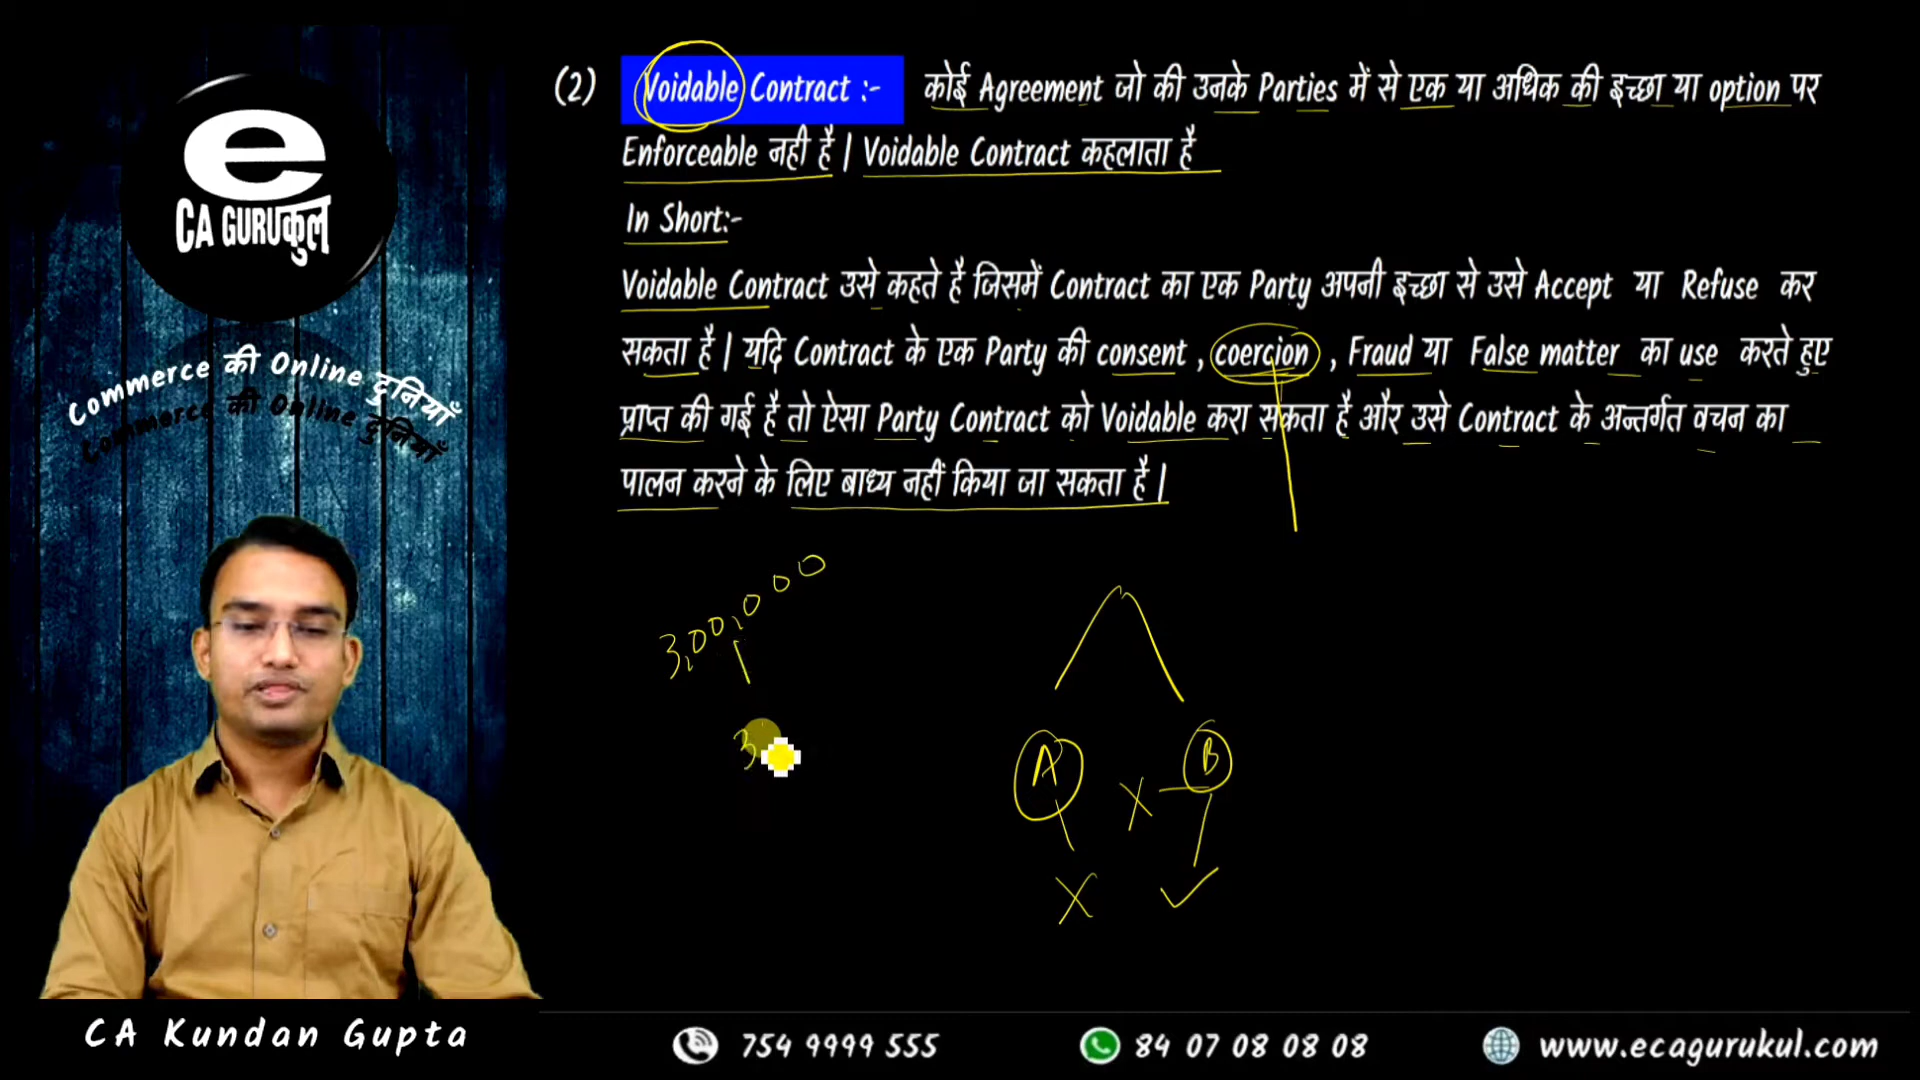 e
CA GURUकुल
Commerce की Online दुनियाँ
Commerce की Online दुनियाँ
(2) Voidable Contract :- कोई Agreement जो की उनके Parties में से एक या अधिक की इच्छा या option पर
Enforceable नही है | Voidable Contract कहलाता है
In Short:-
Voidable Contract उसे कहते है जिसमें Contract का एक Party अपनी इच्छा से उसे Accept या Refuse कर
सकता है | यदि Contract के एक Party की consent , coercion , Fraud या False matter का use करते हुए
प्राप्त की गई है तो ऐसा Party Contract को Voidable करा सकता है और उसे Contract के अन्तर्गत वचन का
पालन करने के लिए बाध्य नहीं किया जा सकता है |
3,00,000
3
A B
X
X
CA Kundan Gupta
754 9999 555
84 07 08 08 08
www.ecagurukul.com